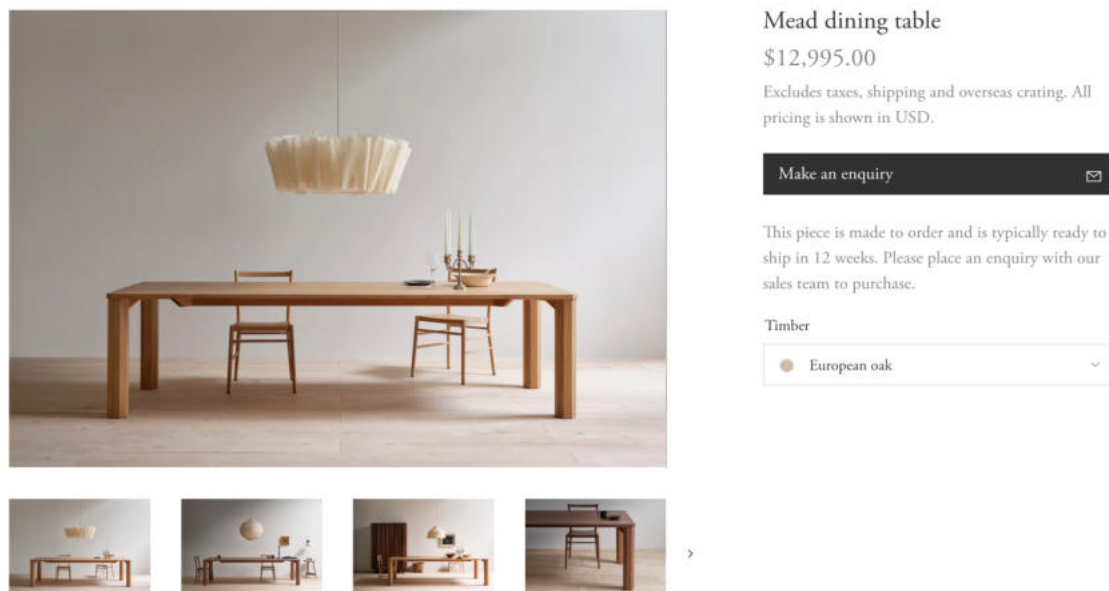 Mead dining table
$12,995.00
Excludes taxes, shipping and overseas crating. All
pricing is shown in USD.
Make an enquiry
This piece is made to order and is typically ready to
ship in 12 weeks. Please place an enquiry with our
sales team to purchase.
Timber
European oak